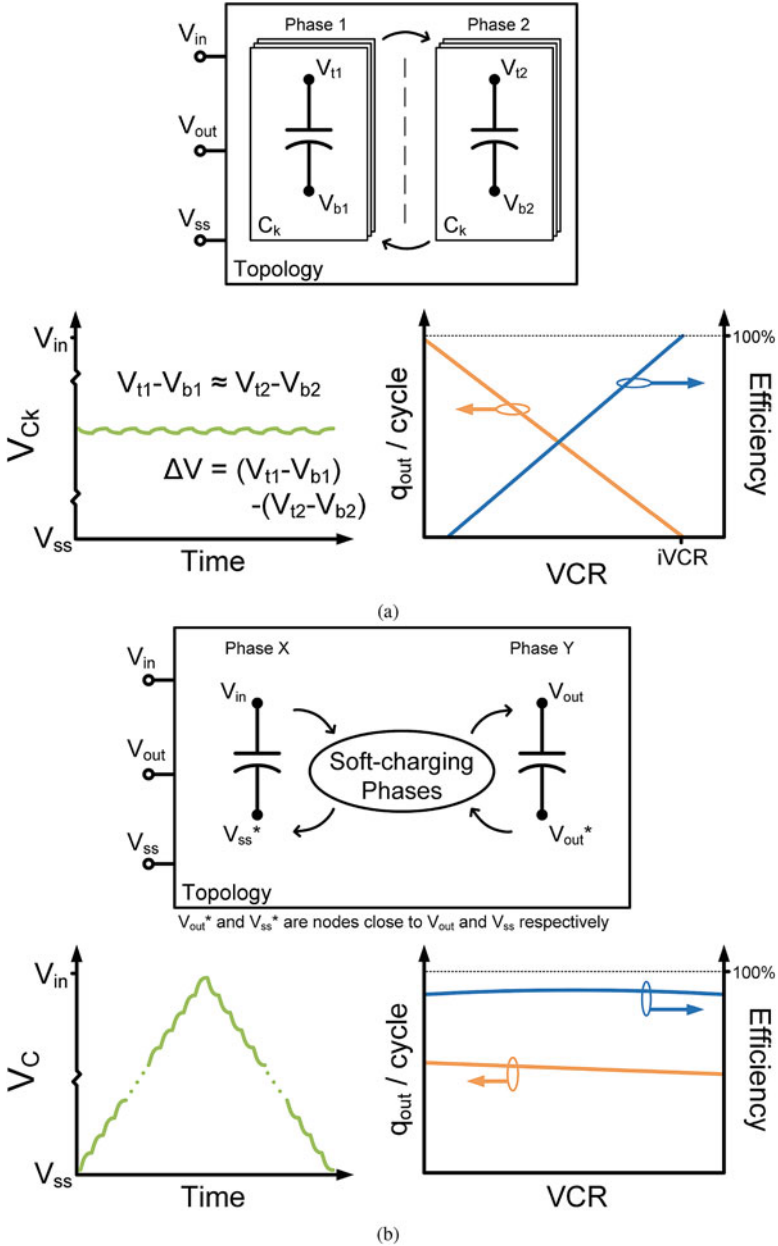 Phase 1
Phase 2
V_in
V_t1
V_t2
V_out
V_b1
V_b2
V_ss
C_k
C_k
Topology
V_in
V_t1-V_b1 ≈ V_t2-V_b2
V_Ck
ΔV = (V_t1-V_b1)
-(V_t2-V_b2)
V_ss
Time
100%
q_out / cycle
Efficiency
iVCR
VCR
(a)
Phase X
Phase Y
V_in
V_in
V_out
V_out
Soft-charging
Phases
V_ss*
V_out*
V_ss
Topology
V_out* and V_ss* are nodes close to V_out and V_ss respectively
V_in
V_C
V_ss
Time
100%
q_out / cycle
Efficiency
VCR
(b)